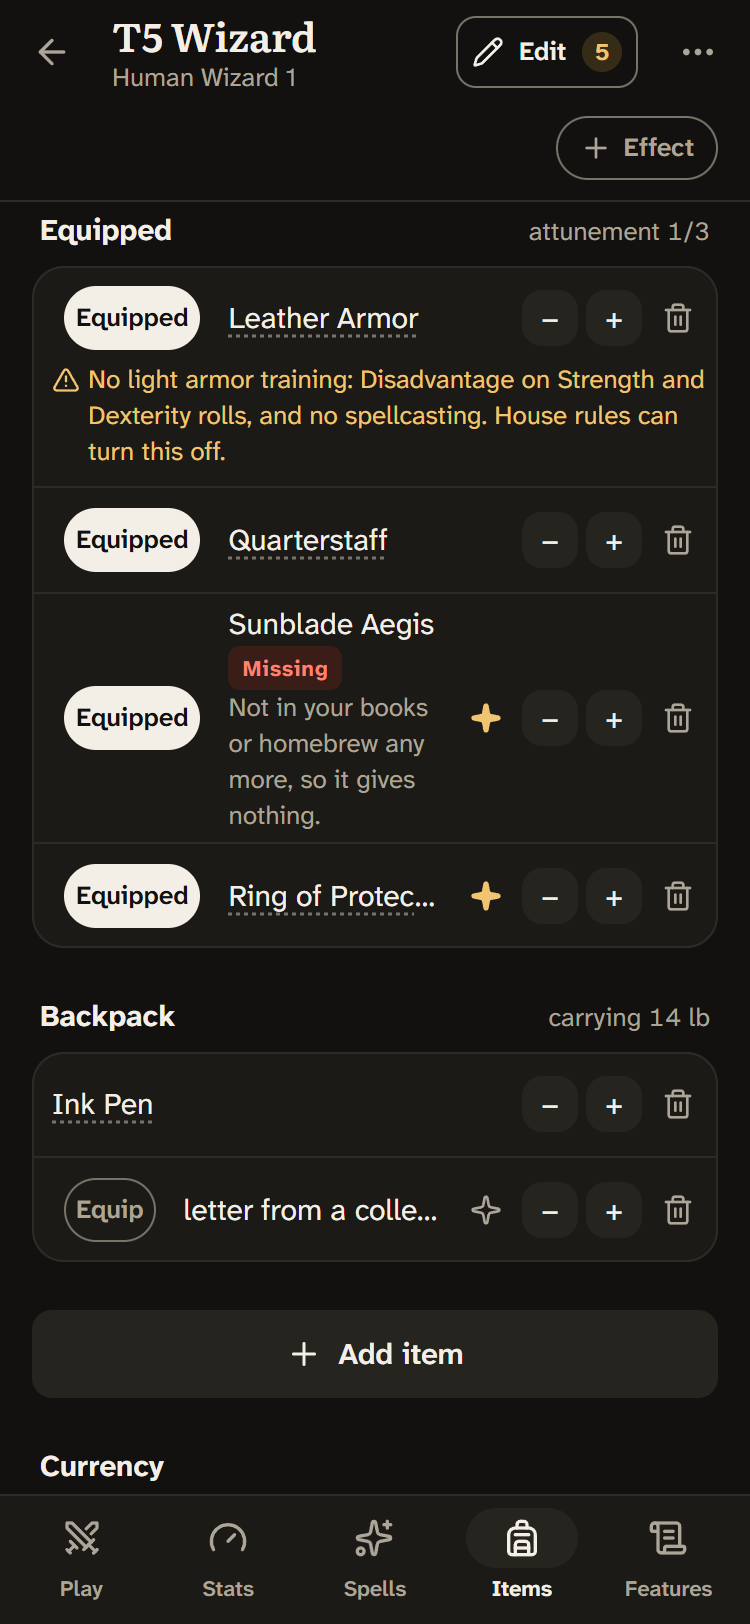 T5 Wizard
Human Wizard 1
Edit 5
+ Effect
Equipped attunement 1/3
Equipped Leather Armor − +
No light armor training: Disadvantage on Strength and
Dexterity rolls, and no spellcasting. House rules can
turn this off.
Equipped Quarterstaff − +
Sunblade Aegis
Missing
Equipped − +
Not in your books
or homebrew any
more, so it gives
nothing.
Equipped Ring of Protec... − +
Backpack carrying 14 lb
Ink Pen − +
Equip letter from a colle... − +
+ Add item
Currency
Play Stats Spells Items Features